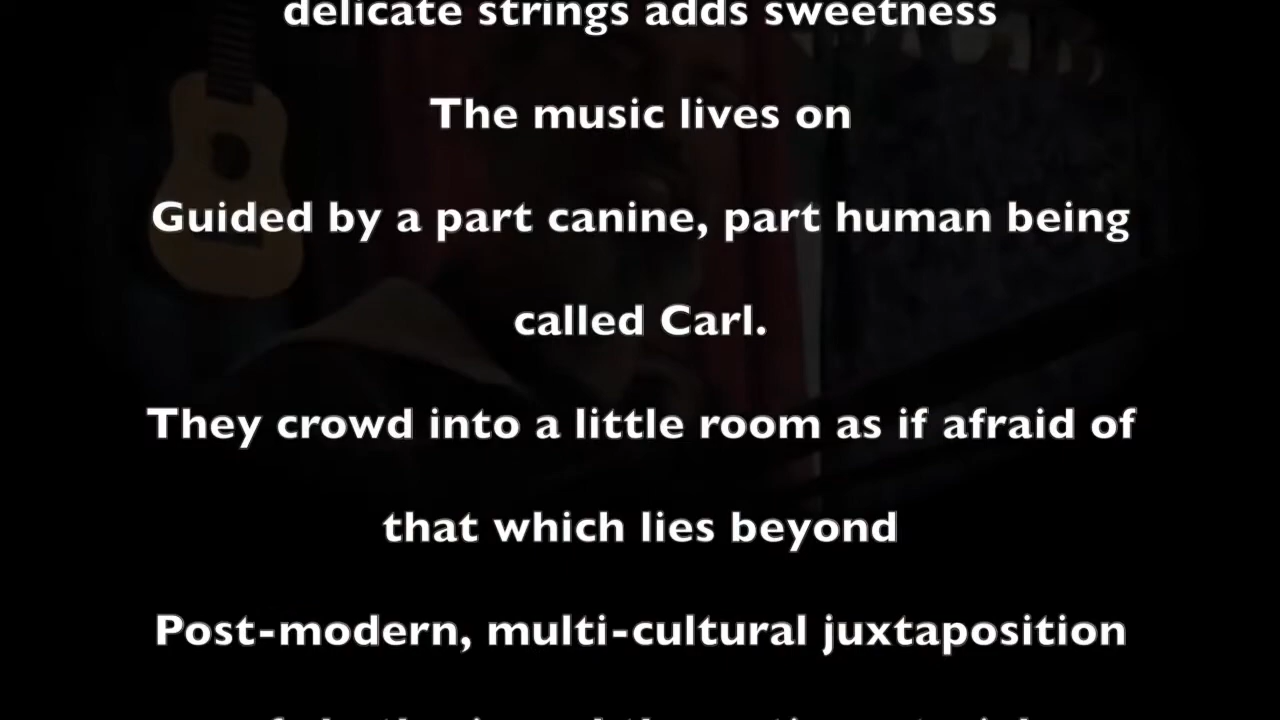 delicate strings adds sweetness
The music lives on
Guided by a part canine, part human being
called Carl.
They crowd into a little room as if afraid of
that which lies beyond
Post-modern, multi-cultural juxtaposition